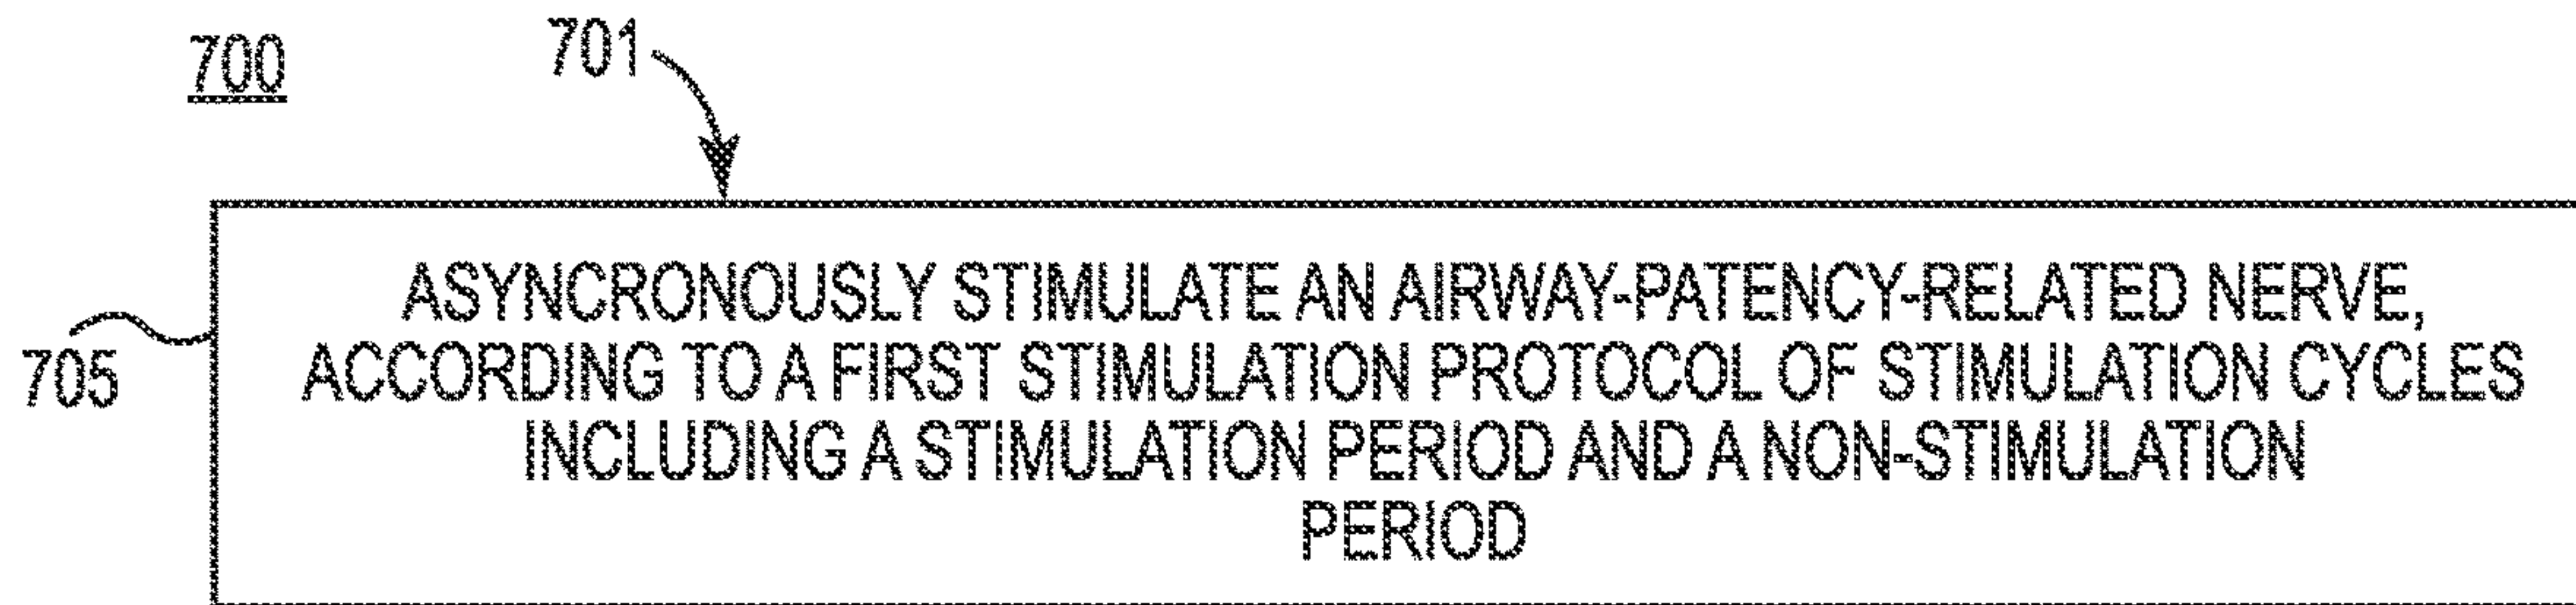 700
701
ASYNCRONOUSLY STIMULATE AN AIRWAY-PATENCY-RELATED NERVE,
705
ACCORDING TO A FIRST STIMULATION PROTOCOL OF STIMULATION CYCLES
INCLUDING A STIMULATION PERIOD AND A NON-STIMULATION
PERIOD